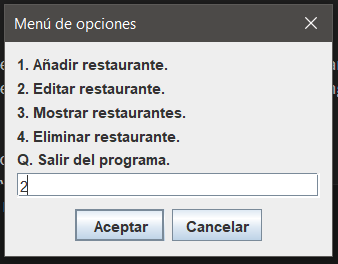 Menú de opciones
1. Añadir restaurante.
2. Editar restaurante.
3. Mostrar restaurantes.
4. Eliminar restaurante.
Q. Salir del programa.
2
Aceptar Cancelar